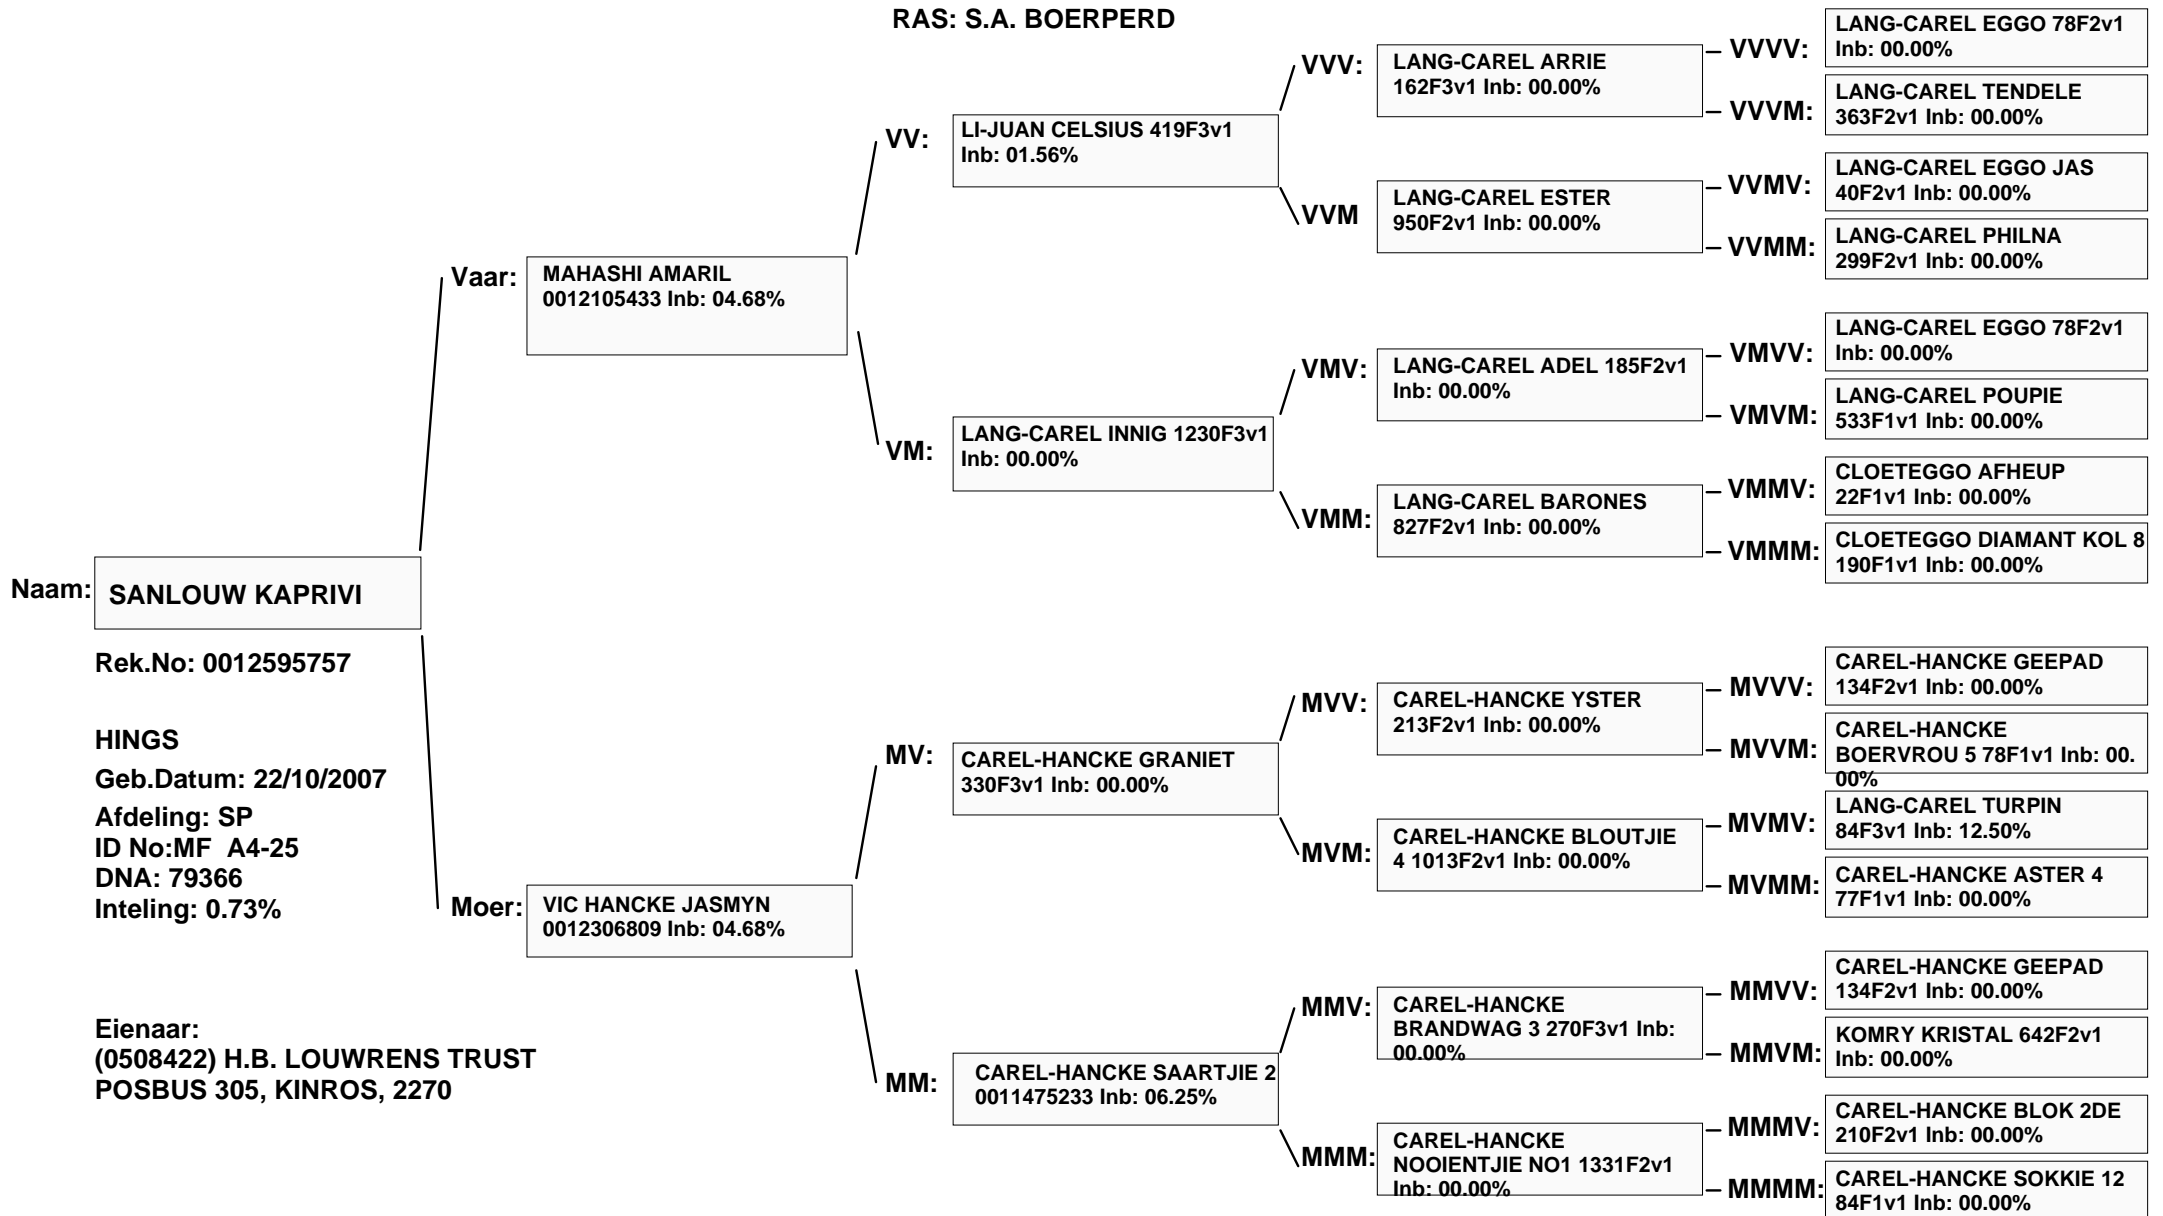 RAS: S.A. BOERPERD
Naam:
SANLOUW KAPRIVI
Rek.No: 0012595757
HINGS
Geb.Datum: 22/10/2007
Afdeling: SP
ID No:MF  A4-25
DNA: 79366
Inteling: 0.73%
Eienaar:
(0508422) H.B. LOUWRENS TRUST
POSBUS 305, KINROS, 2270
Vaar:
MAHASHI AMARIL
0012105433 Inb: 04.68%
Moer:
VIC HANCKE JASMYN
0012306809 Inb: 04.68%
VV:
LI-JUAN CELSIUS 419F3v1
Inb: 01.56%
VM:
LANG-CAREL INNIG 1230F3v1
Inb: 00.00%
MV:
CAREL-HANCKE GRANIET
330F3v1 Inb: 00.00%
MM:
CAREL-HANCKE SAARTJIE 2
0011475233 Inb: 06.25%
VVV:
LANG-CAREL ARRIE
162F3v1 Inb: 00.00%
VVM
LANG-CAREL ESTER
950F2v1 Inb: 00.00%
VMV:
LANG-CAREL ADEL 185F2v1
Inb: 00.00%
VMM:
LANG-CAREL BARONES
827F2v1 Inb: 00.00%
MVV:
CAREL-HANCKE YSTER
213F2v1 Inb: 00.00%
MVM:
CAREL-HANCKE BLOUTJIE
4 1013F2v1 Inb: 00.00%
MMV:
CAREL-HANCKE
BRANDWAG 3 270F3v1 Inb:
00.00%
MMM:
CAREL-HANCKE
NOOIENTJIE NO1 1331F2v1
Inb: 00.00%
VVVV:
LANG-CAREL EGGO 78F2v1
Inb: 00.00%
VVVM:
LANG-CAREL TENDELE
363F2v1 Inb: 00.00%
VVMV:
LANG-CAREL EGGO JAS
40F2v1 Inb: 00.00%
VVMM:
LANG-CAREL PHILNA
299F2v1 Inb: 00.00%
VMVV:
LANG-CAREL EGGO 78F2v1
Inb: 00.00%
VMVM:
LANG-CAREL POUPIE
533F1v1 Inb: 00.00%
VMMV:
CLOETEGGO AFHEUP
22F1v1 Inb: 00.00%
VMMM:
CLOETEGGO DIAMANT KOL 8
190F1v1 Inb: 00.00%
MVVV:
CAREL-HANCKE GEEPAD
134F2v1 Inb: 00.00%
MVVM:
CAREL-HANCKE
BOERVROU 5 78F1v1 Inb: 00.
00%
MVMV:
LANG-CAREL TURPIN
84F3v1 Inb: 12.50%
MVMM:
CAREL-HANCKE ASTER 4
77F1v1 Inb: 00.00%
MMVV:
CAREL-HANCKE GEEPAD
134F2v1 Inb: 00.00%
MMVM:
KOMRY KRISTAL 642F2v1
Inb: 00.00%
MMMV:
CAREL-HANCKE BLOK 2DE
210F2v1 Inb: 00.00%
MMMM:
CAREL-HANCKE SOKKIE 12
84F1v1 Inb: 00.00%